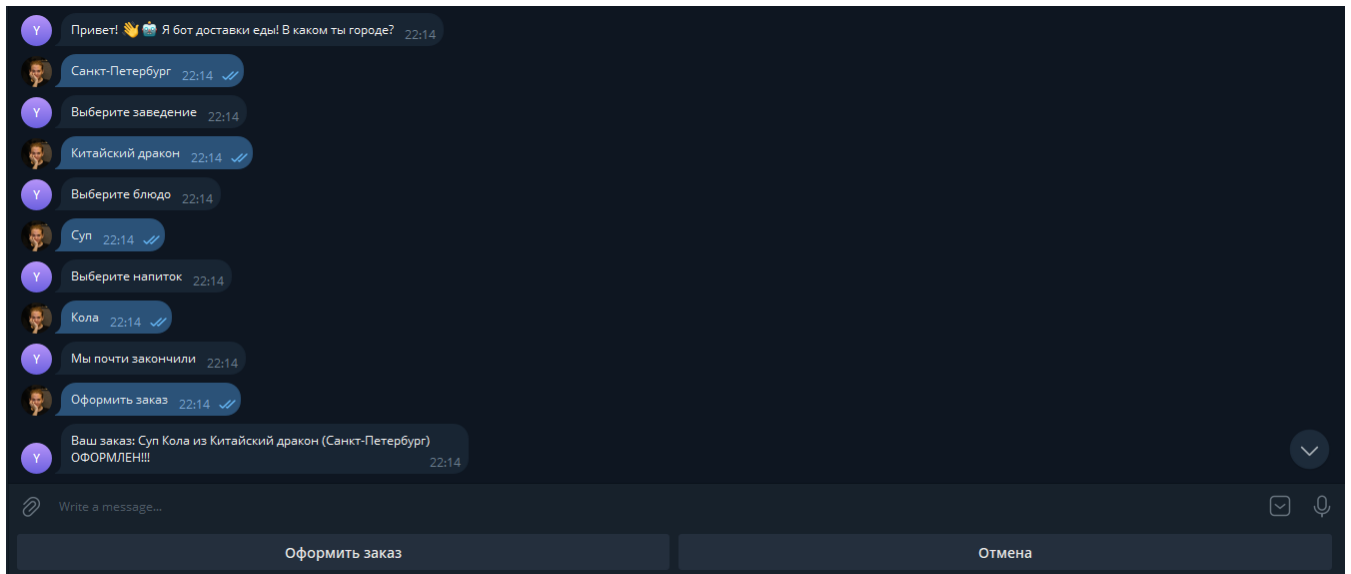 Привет! 👋🤖 Я бот доставки еды! В каком ты городе? 22:14
Санкт-Петербург 22:14
Y
Выберите заведение 22:14
Китайский дракон 22:14
Y
Выберите блюдо 22:14
Суп 22:14
Y
Выберите напиток 22:14
Кола 22:14
Y
Мы почти закончили 22:14
Оформить заказ 22:14
Y
Ваш заказ: Суп Кола из Китайский дракон (Санкт-Петербург)
ОФОРМЛЕН!!! 22:14
Y
Write a message...
Оформить заказ Отмена